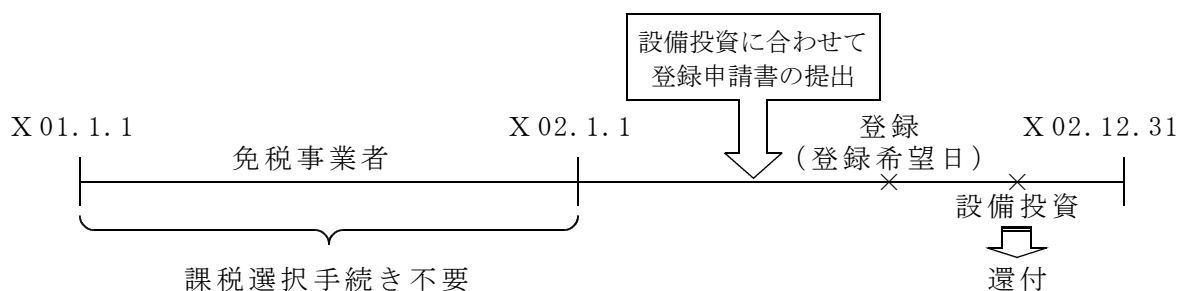 設備投資に合わせて
登録申請書の提出
X01.1.1
X02.1.1
登録
(登録希望日)
X02.12.31
免税事業者
設備投資
課税選択手続き不要
還付